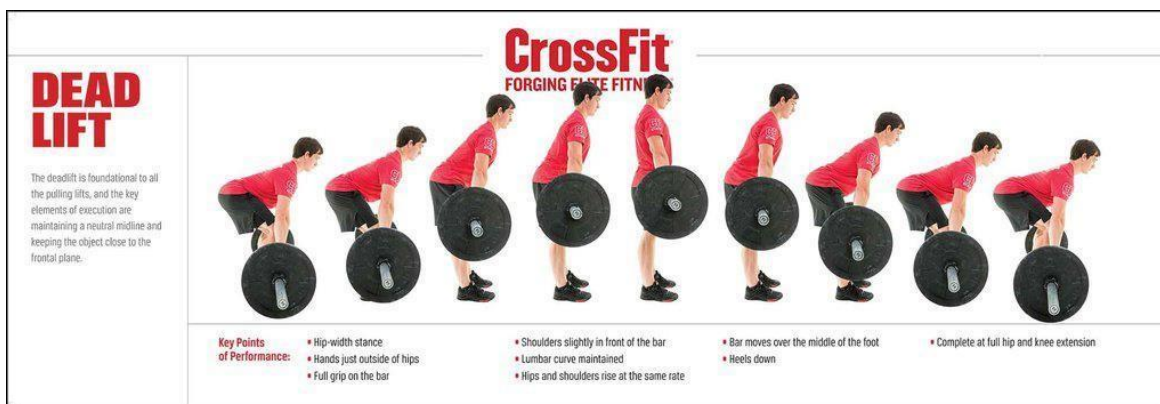 CrossFit
FORGING ELITE FITNESS
DEAD
LIFT
The deadlift is foundational to all
the pulling lifts, and the key
elements of execution are
maintaining a neutral midline and
keeping the object close to the
frontal plane.
Key Points
of Performance:
• Hip-width stance
• Hands just outside of hips
• Full grip on the bar
• Shoulders slightly in front of the bar
• Lumbar curve maintained
• Hips and shoulders rise at the same rate
• Bar moves over the middle of the foot
• Heels down
• Complete at full hip and knee extension